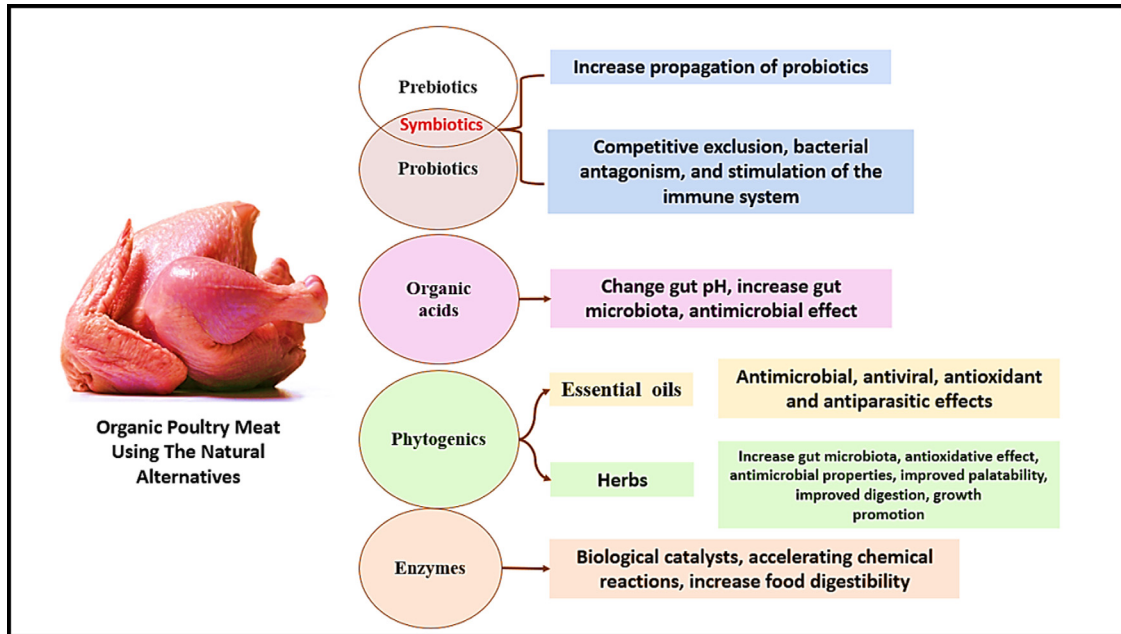 Prebiotics
Symbiotics
Probiotics
Increase propagation of probiotics
Competitive exclusion, bacterial
antagonism, and stimulation of the
immune system
Organic
acids
Change gut pH, increase gut
microbiota, antimicrobial effect
Organic Poultry Meat
Using The Natural
Alternatives
Phytogenics
Essential oils
Antimicrobial, antiviral, antioxidant
and antiparasitic effects
Herbs
Increase gut microbiota, antioxidative effect,
antimicrobial properties, improved palatability,
improved digestion, growth
promotion
Enzymes
Biological catalysts, accelerating chemical
reactions, increase food digestibility